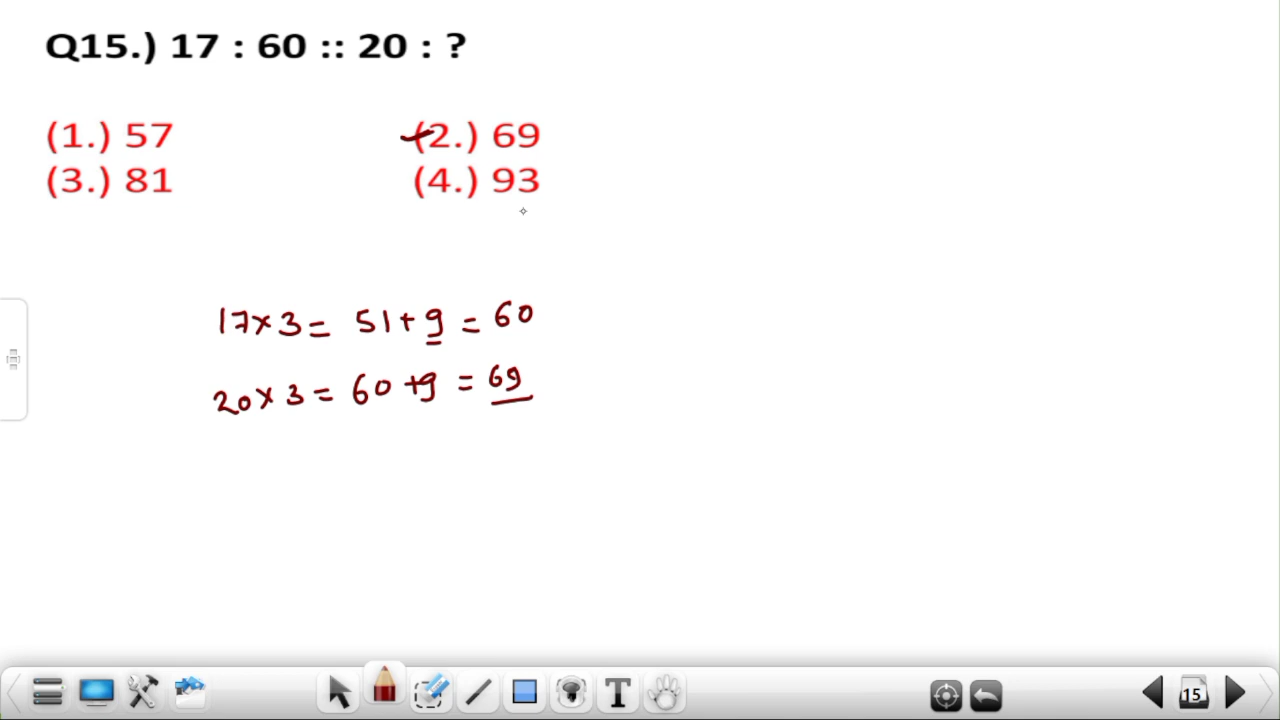 Q15.) 17 : 60 :: 20 : ?
(1.) 57 (2.) 69
(3.) 81 (4.) 93
17×3 = 51+9 = 60
20×3 = 60+9 = 69
T
15